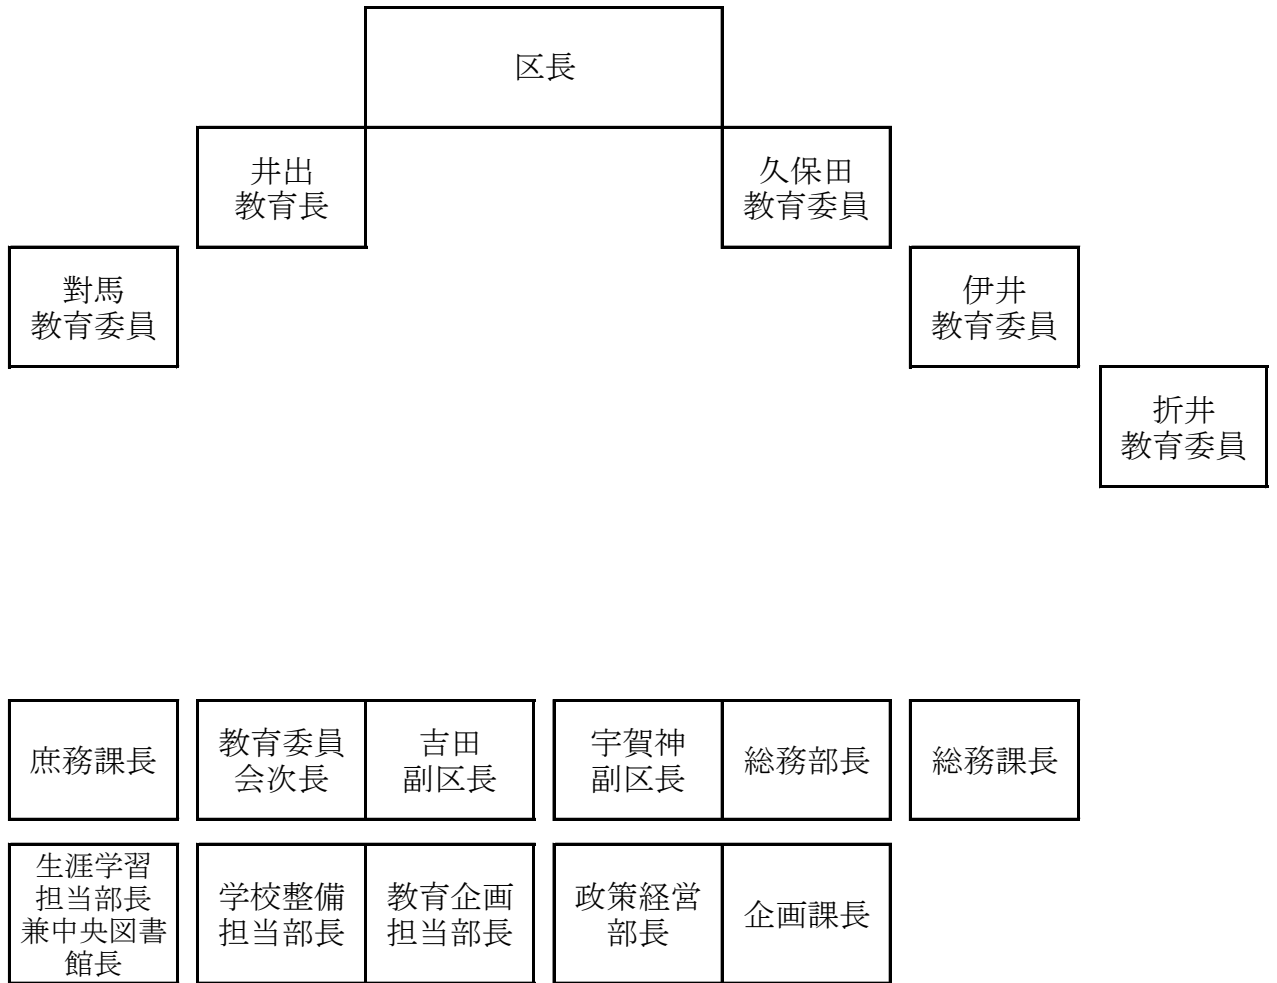 区長
井出
教育長
久保田
教育委員
對馬
教育委員
伊井
教育委員
折井
教育委員
庶務課長
教育委員
会次長
吉田
副区長
宇賀神
副区長
総務部長
総務課長
生涯学習
担当部長
兼中央図書
館長
学校整備
担当部長
教育企画
担当部長
政策経営
部長
企画課長